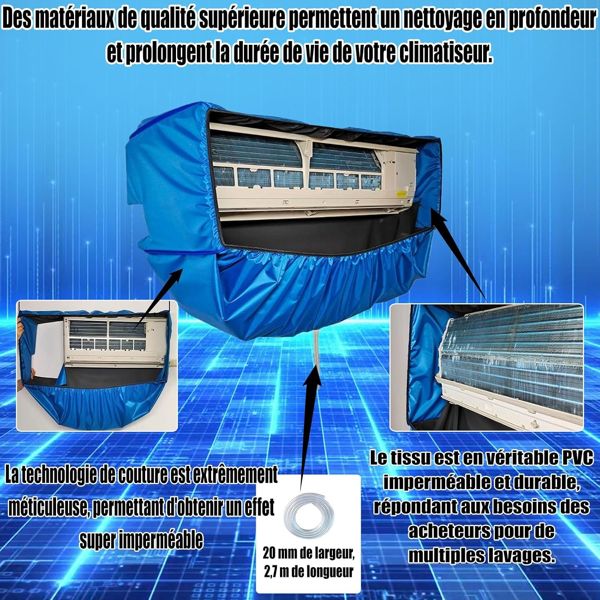 Des matériaux de qualité supérieure permettent un nettoyage en profondeur
et prolongent la durée de vie de votre climatiseur.
La technologie de couture est extrêmement
méticuleuse, permettant d'obtenir un effet
super imperméable
20 mm de largeur,
2,7 m de longueur
Le tissu est en véritable PVC
imperméable et durable,
répondant aux besoins des
acheteurs pour de
multiples lavages.